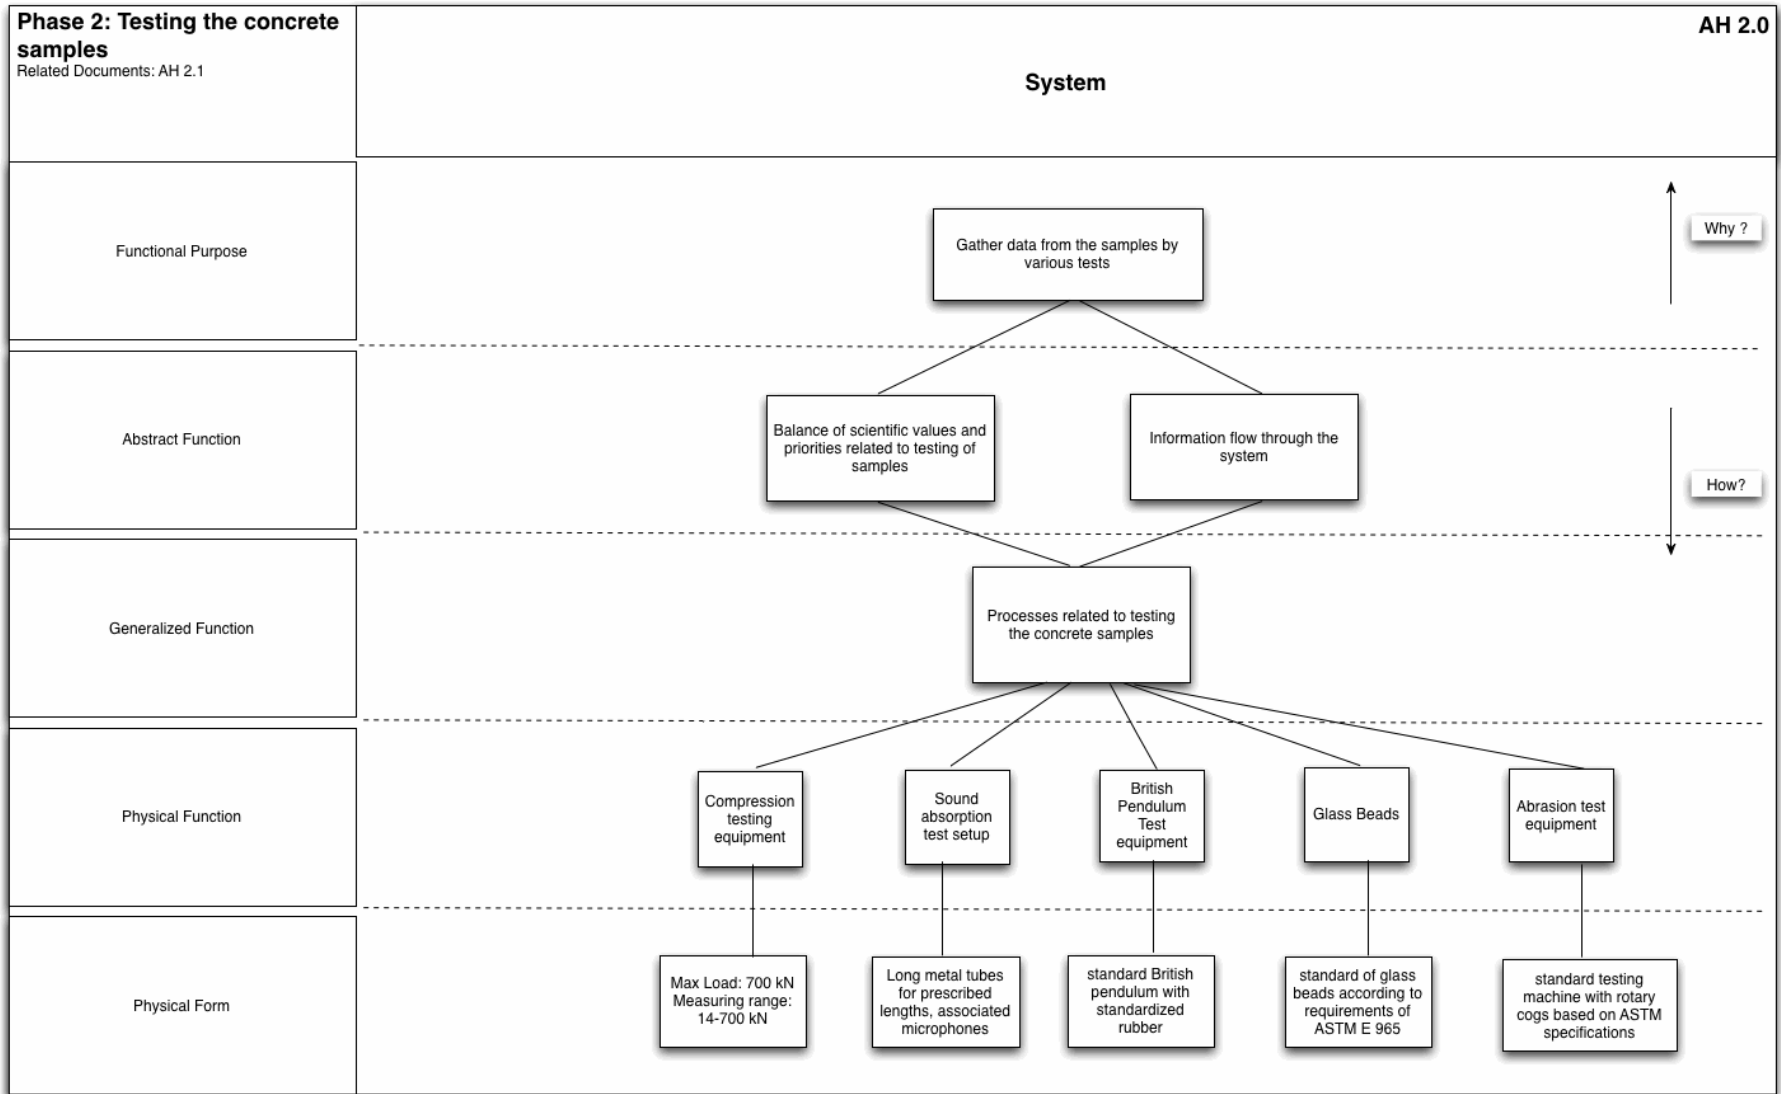 Phase 2: Testing the concrete
samples
Related Documents: AH 2.1
AH 2.0
System
Functional Purpose
Gather data from the samples by
various tests
Why ?
Abstract Function
Balance of scientific values and
priorities related to testing of
samples
Information flow through the
system
How?
Generalized Function
Processes related to testing
the concrete samples
Physical Function
Compression
testing
equipment
Sound
absorption
test setup
British
Pendulum
Test
equipment
Glass Beads
Abrasion test
equipment
Physical Form
Max Load: 700 kN
Measuring range:
14-700 kN
Long metal tubes
for prescribed
lengths, associated
microphones
standard British
pendulum with
standardized
rubber
standard of glass
beads according to
requirements of
ASTM E 965
standard testing
machine with rotary
cogs based on ASTM
specifications